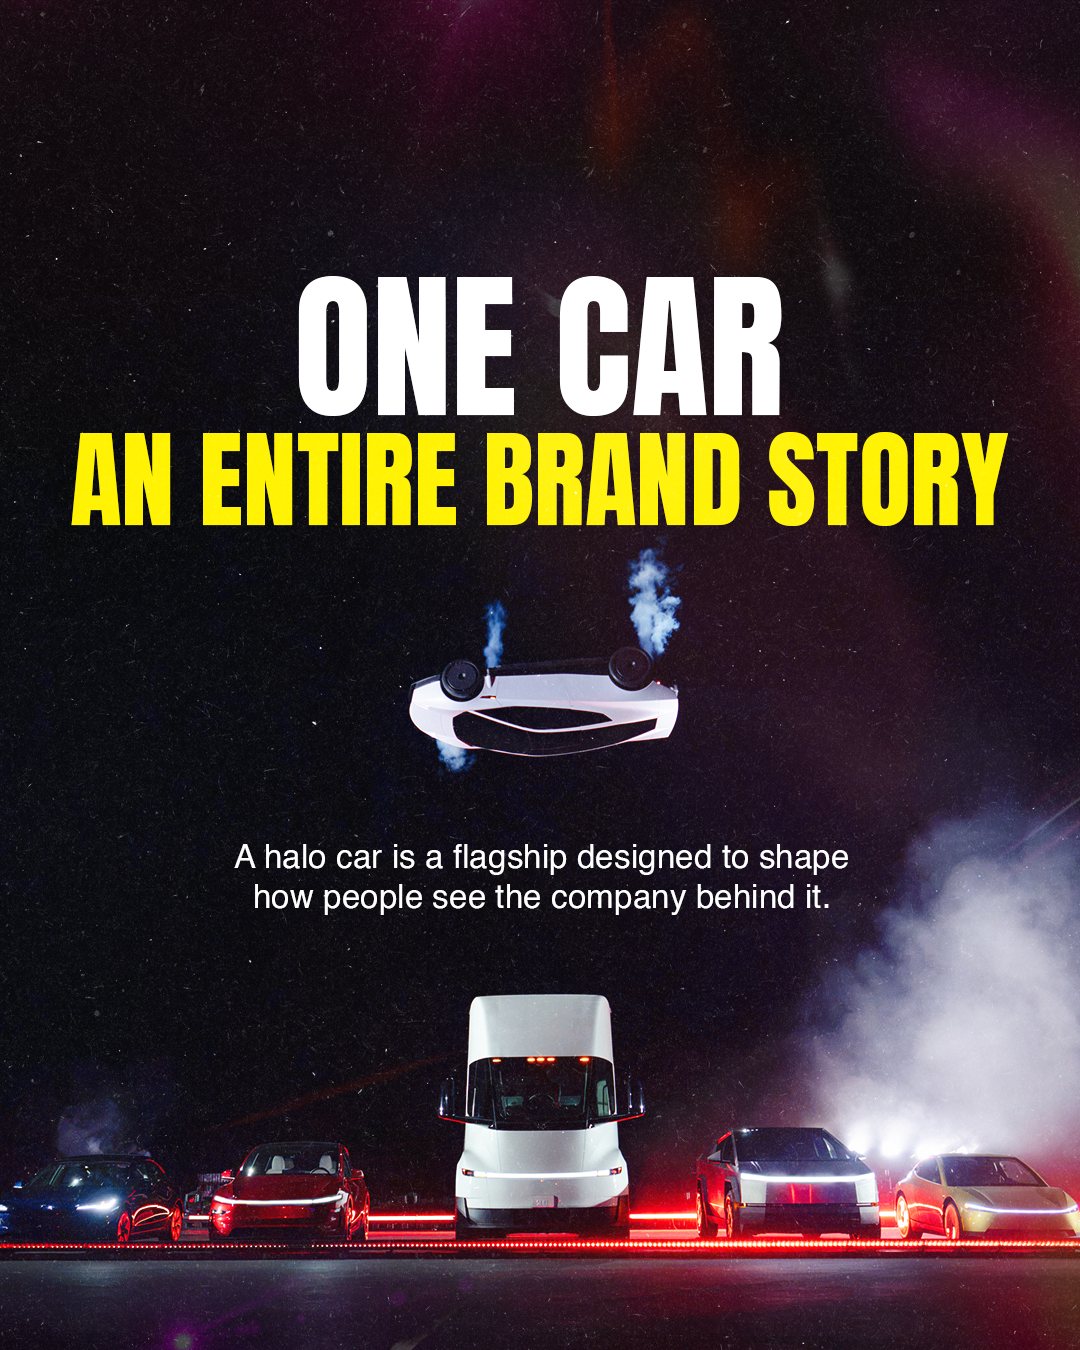 ONE CAR
AN ENTIRE BRAND STORY
A halo car is a flagship designed to shape
how people see the company behind it.